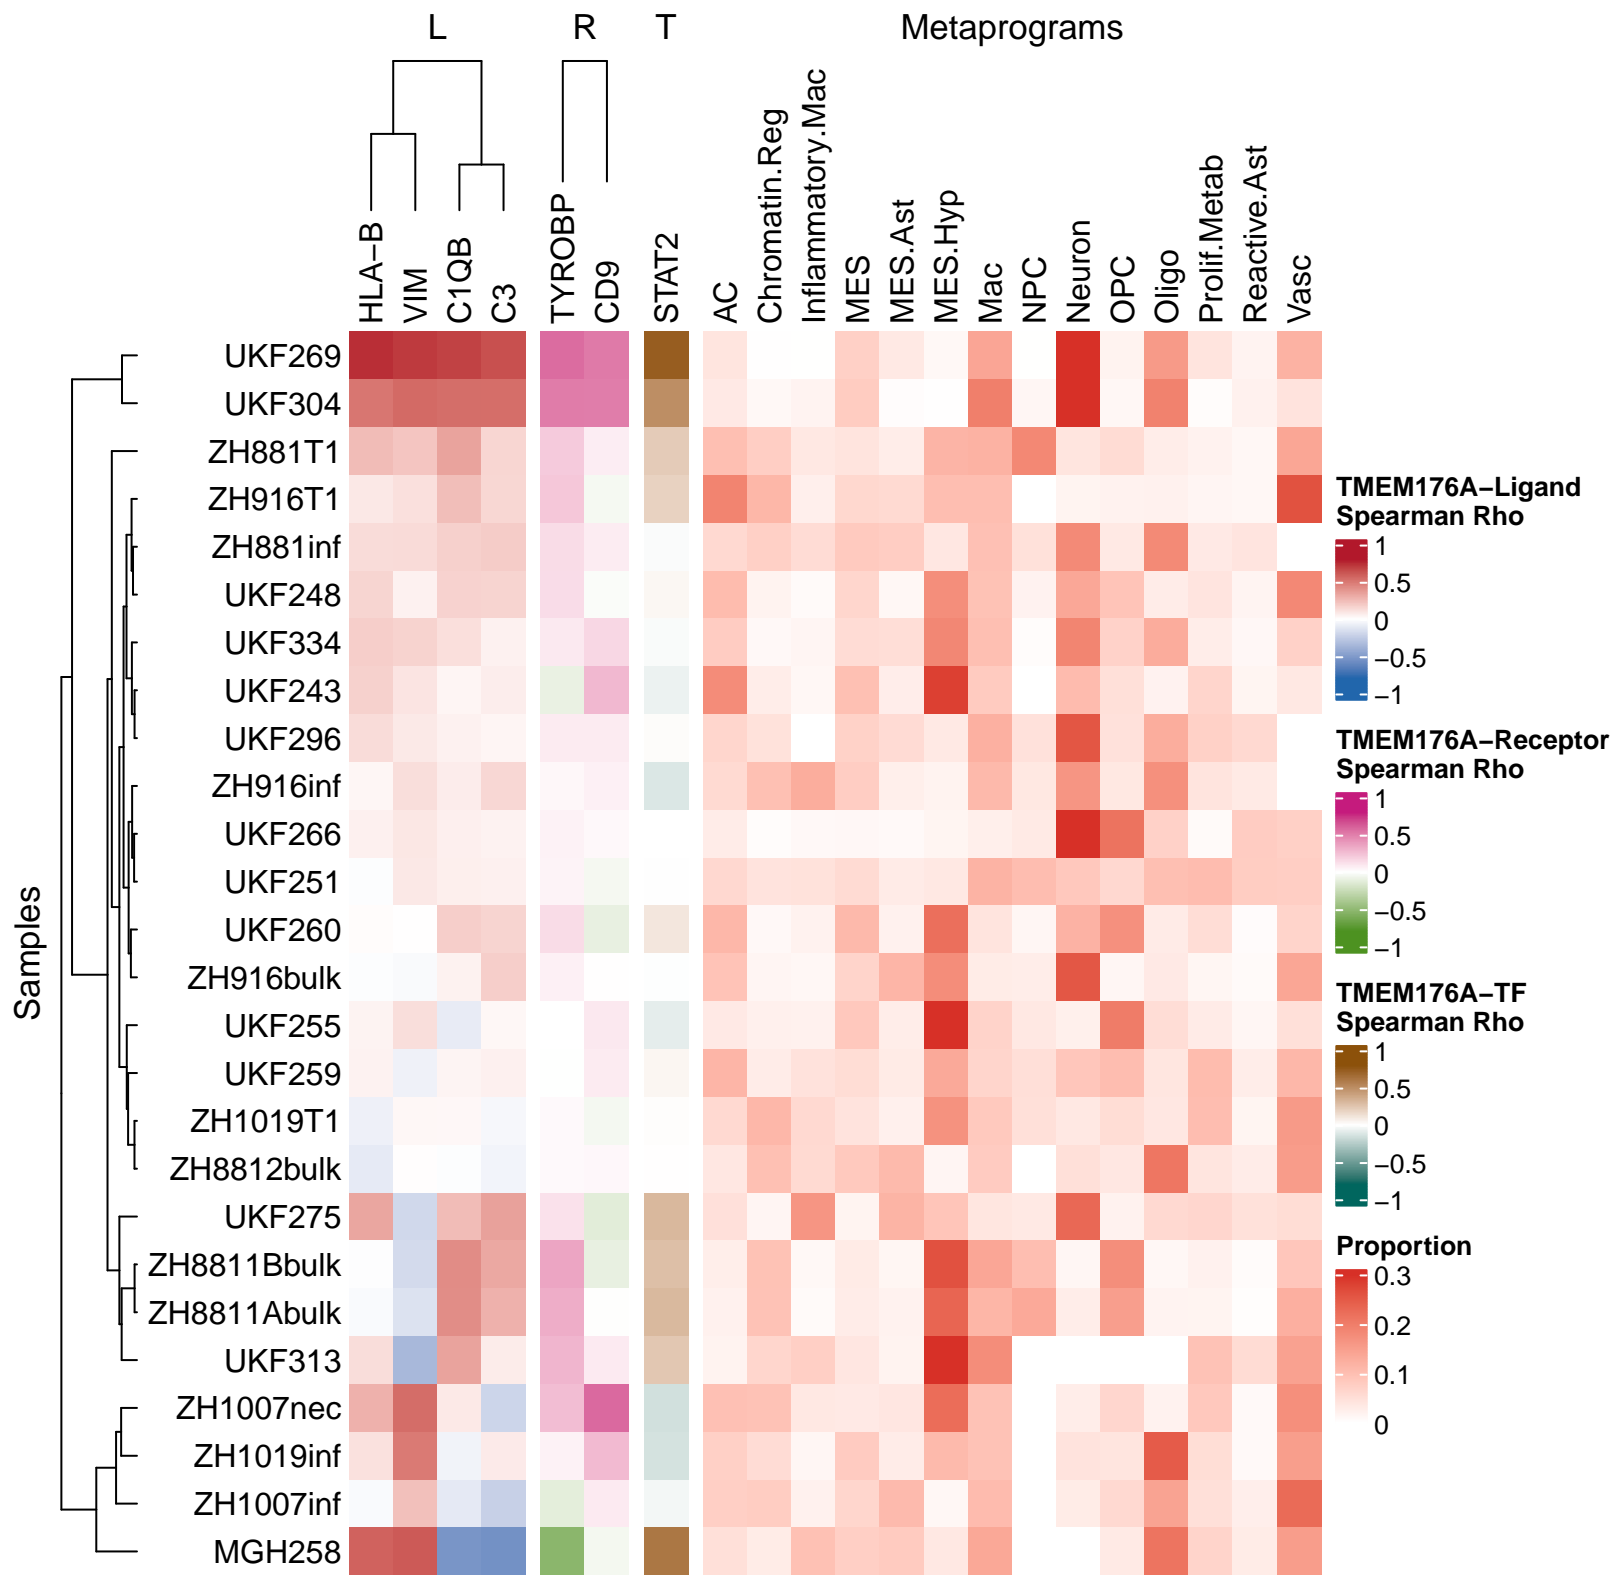 L R T Metaprograms
HLA−B VIM C1QB C3 TYROBP CD9 STAT2 AC Chromatin.Reg Inflammatory.Mac MES MES.Ast MES.Hyp Mac NPC Neuron OPC Oligo Prolif.Metab Reactive.Ast Vasc
Samples
UKF269
UKF304
ZH881T1
ZH916T1
ZH881inf
UKF248
UKF334
UKF243
UKF296
ZH916inf
UKF266
UKF251
UKF260
ZH916bulk
UKF255
UKF259
ZH1019T1
ZH8812bulk
UKF275
ZH8811Bbulk
ZH8811Abulk
UKF313
ZH1007nec
ZH1019inf
ZH1007inf
MGH258
TMEM176A−Ligand
Spearman Rho
1
0.5
0
−0.5
−1
TMEM176A−Receptor
Spearman Rho
1
0.5
0
−0.5
−1
TMEM176A−TF
Spearman Rho
1
0.5
0
−0.5
−1
Proportion
0.3
0.2
0.1
0